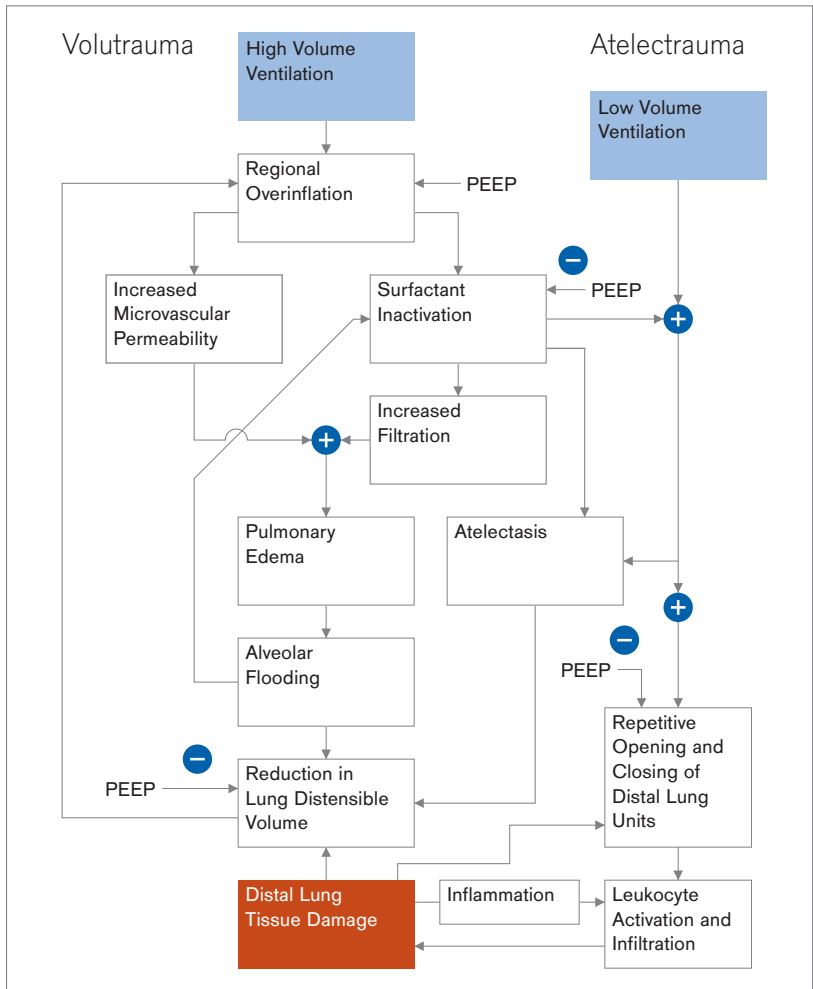 Volutrauma
Atelectrauma
High Volume
Ventilation
Low Volume
Ventilation
Regional
Overinflation
PEEP
−
Increased
Microvascular
Permeability
Surfactant
Inactivation
PEEP
+
Increased
Filtration
+
Pulmonary
Edema
Atelectasis
+
−
Alveolar
Flooding
PEEP
Repetitive
Opening and
Closing of
Distal Lung
Units
−
PEEP
Reduction in
Lung Distensible
Volume
Distal Lung
Tissue Damage
Inflammation
Leukocyte
Activation and
Infiltration